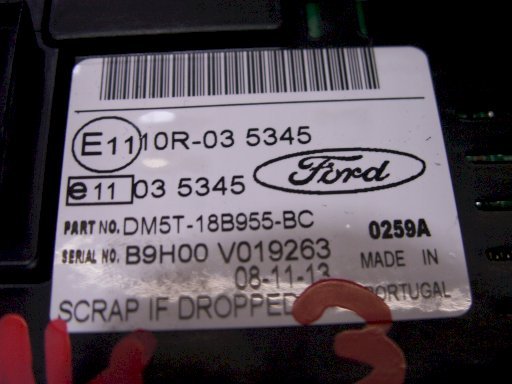 E11 10R-03 5345
e11 03 5345 Ford
PART NO. DM5T-18B955-BC 0259A
SERIAL NO. B9H00 V019263 MADE IN
08-11-13 PORTUGAL
SCRAP IF DROPPED
3